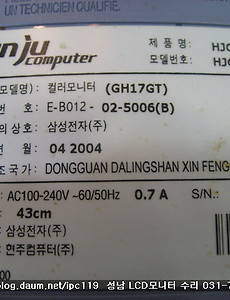 UN TECHNICIEN QUALIFIE.
nju
computer
제 품 명 : HJC
모델번호 : HJC
모델명) : 컬러모니터 (GH17GT)
호 : E-B012 - 02-5006(B)
의 상호 : 삼성전자(주)
월 : 04 2004
조 국가 : DONGGUAN DALINGSHAN XIN FENG
: AC100-240V ~60/50Hz 0.7 A S/N.:
: 43cm
: 삼성전자(주)
: 현주컴퓨터(주)
00
blog.daum.net/ipc119 성남 LCD모니터 수리 031-7